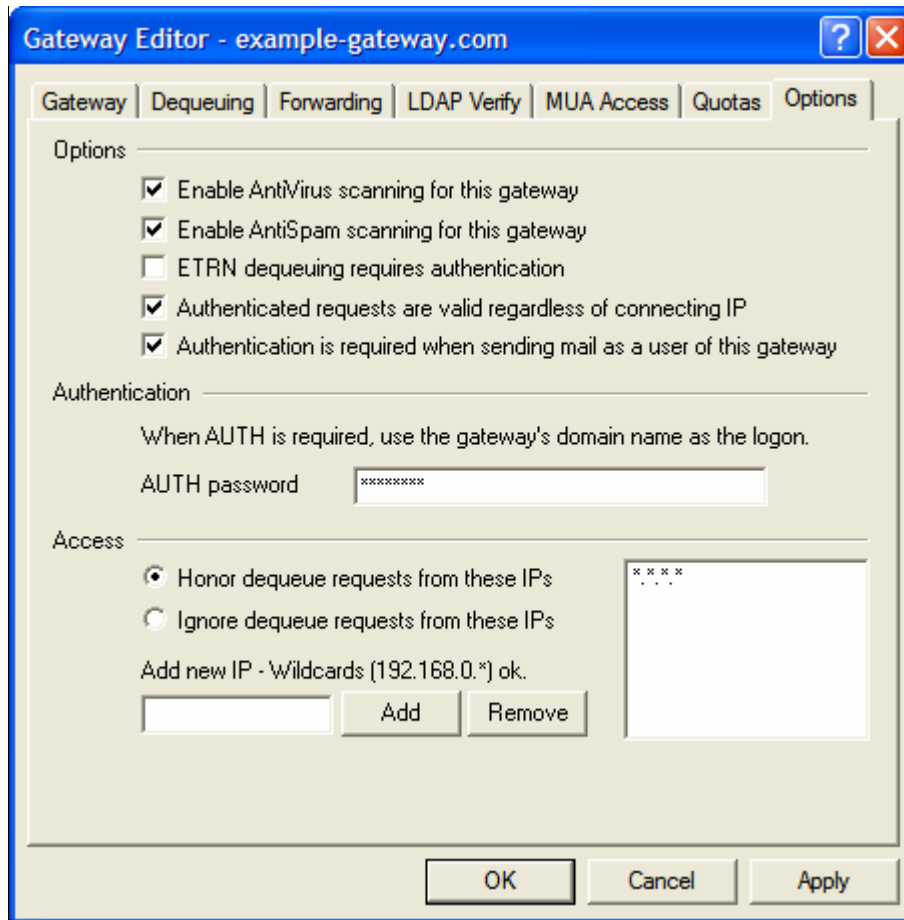 Gateway Editor - example-gateway.com
Gateway Dequeuing Forwarding LDAP Verify MUA Access Quotas Options
Options
Enable AntiVirus scanning for this gateway
Enable AntiSpam scanning for this gateway
ETRN dequeuing requires authentication
Authenticated requests are valid regardless of connecting IP
Authentication is required when sending mail as a user of this gateway
Authentication
When AUTH is required, use the gateway's domain name as the logon.
AUTH password ********
Access
Honor dequeue requests from these IPs
*.*.*.*
Ignore dequeue requests from these IPs
Add new IP - Wildcards (192.168.0.*) ok.
Add Remove
OK Cancel Apply